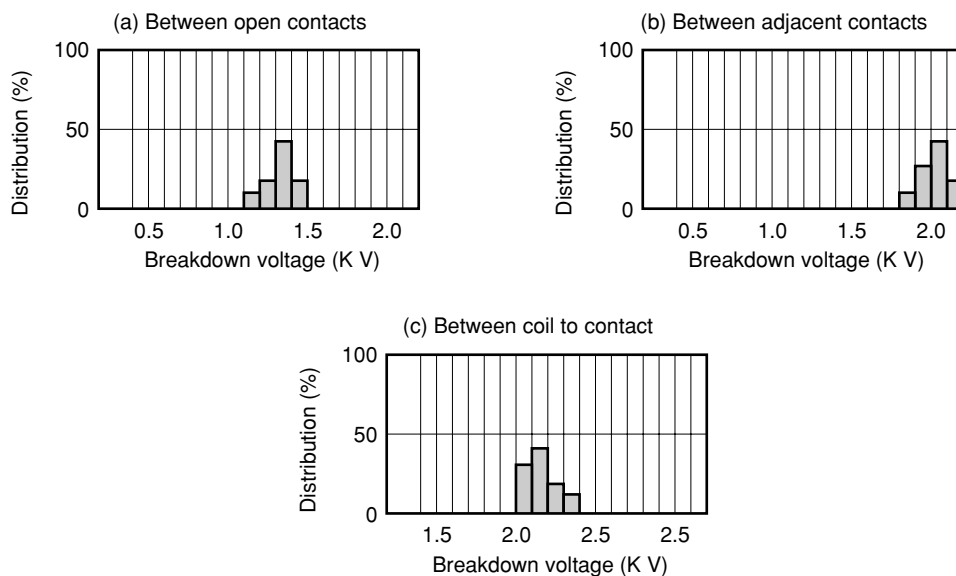 (a) Between open contacts
100
50
0
Distribution (%)
0.5 1.0 1.5 2.0
Breakdown voltage (K V)
(b) Between adjacent contacts
100
50
0
Distribution (%)
0.5 1.0 1.5 2.0
Breakdown voltage (K V)
(c) Between coil to contact
100
50
0
Distribution (%)
1.5 2.0 2.5 2.5
Breakdown voltage (K V)